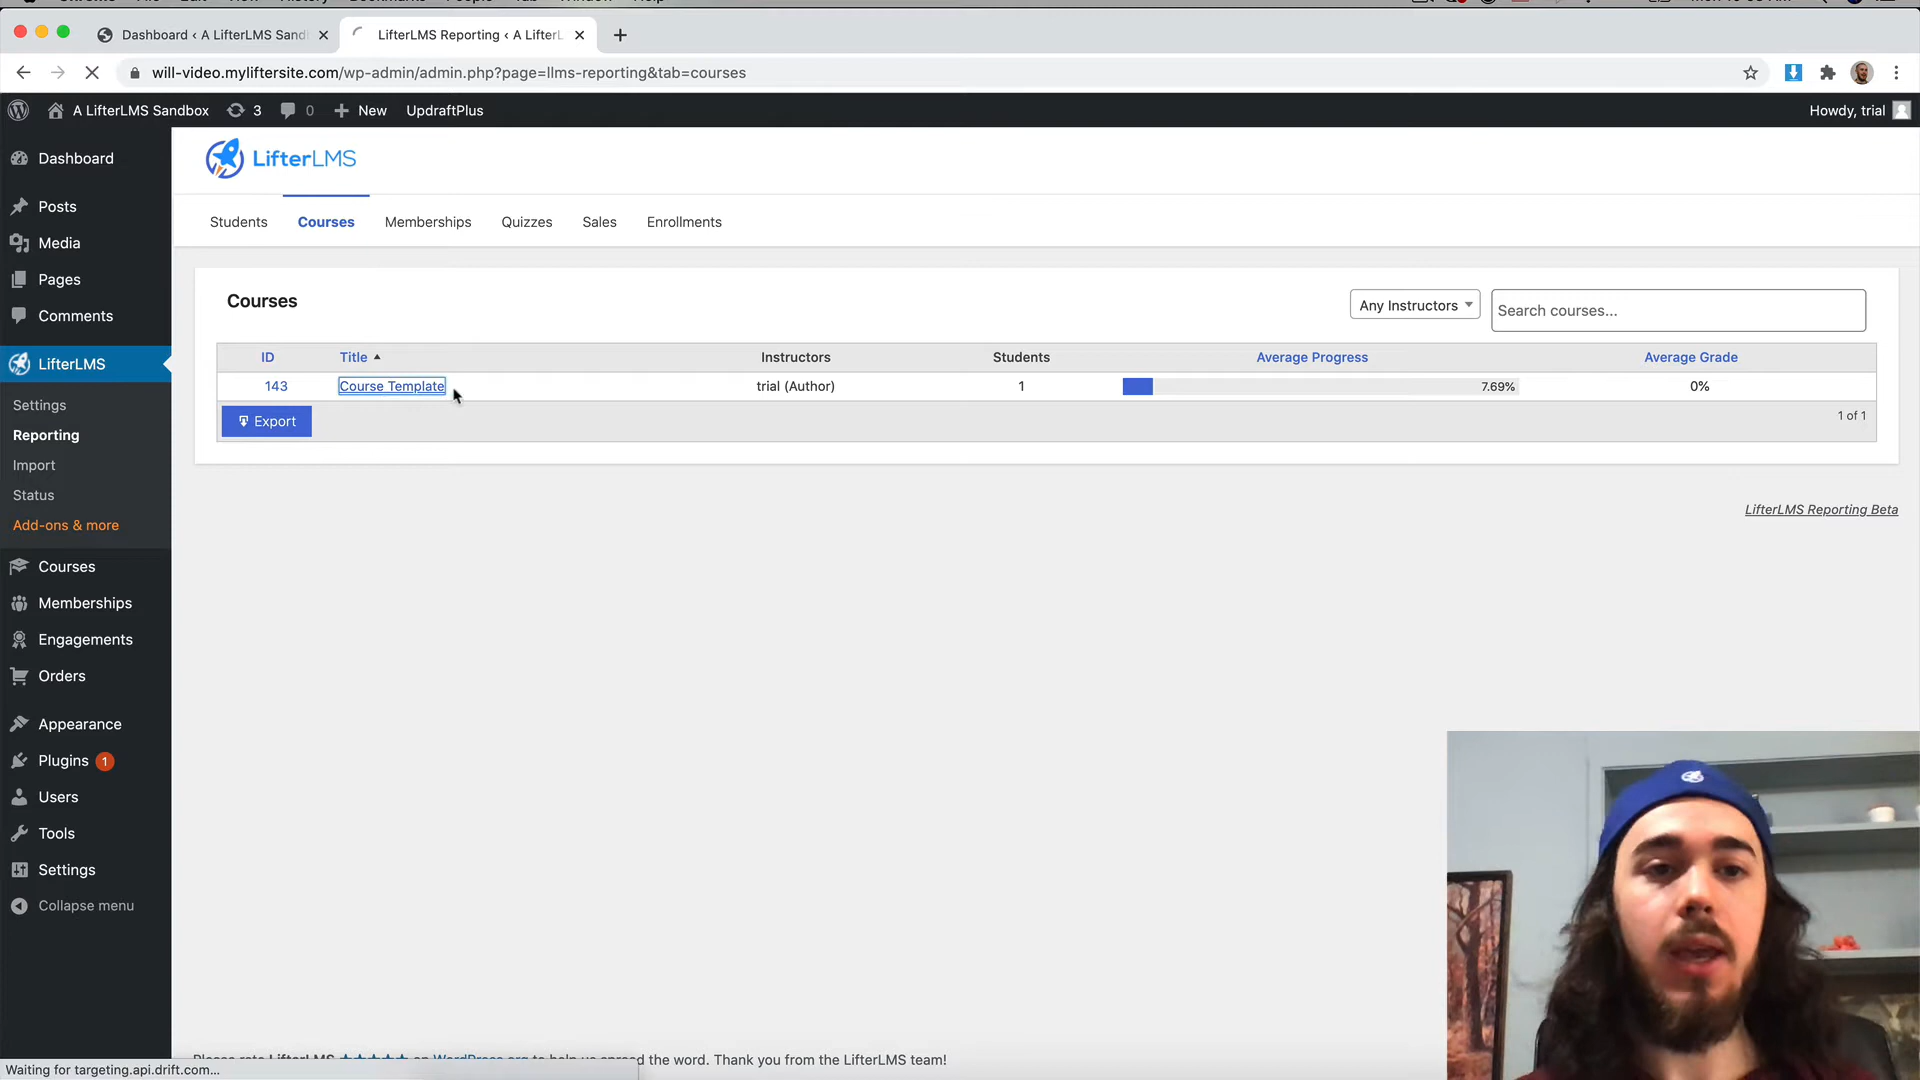 Dashboard ‹ A LifterLMS Sand
LifterLMS Reporting ‹ A Lifter
will-video.myliftersite.com/wp-admin/admin.php?page=llms-reporting&tab=courses
A LifterLMS Sandbox 3 0 New UpdraftPlus Howdy, trial
LifterLMS
Students Courses Memberships Quizzes Sales Enrollments
Dashboard
Posts
Media
Pages
Comments
LifterLMS
Settings
Reporting
Import
Status
Add-ons & more
Courses
Memberships
Engagements
Orders
Appearance
Plugins 1
Users
Tools
Settings
Collapse menu
Courses
Any Instructors
Search courses...
ID Title Instructors Students Average Progress Average Grade
143 Course Template trial (Author) 1 7.69% 0%
Export
1 of 1
LifterLMS Reporting Beta
Please rate LifterLMS ★★★★★ on WordPress.org to help us spread the word. Thank you from the LifterLMS team!
Waiting for targeting.api.drift.com...